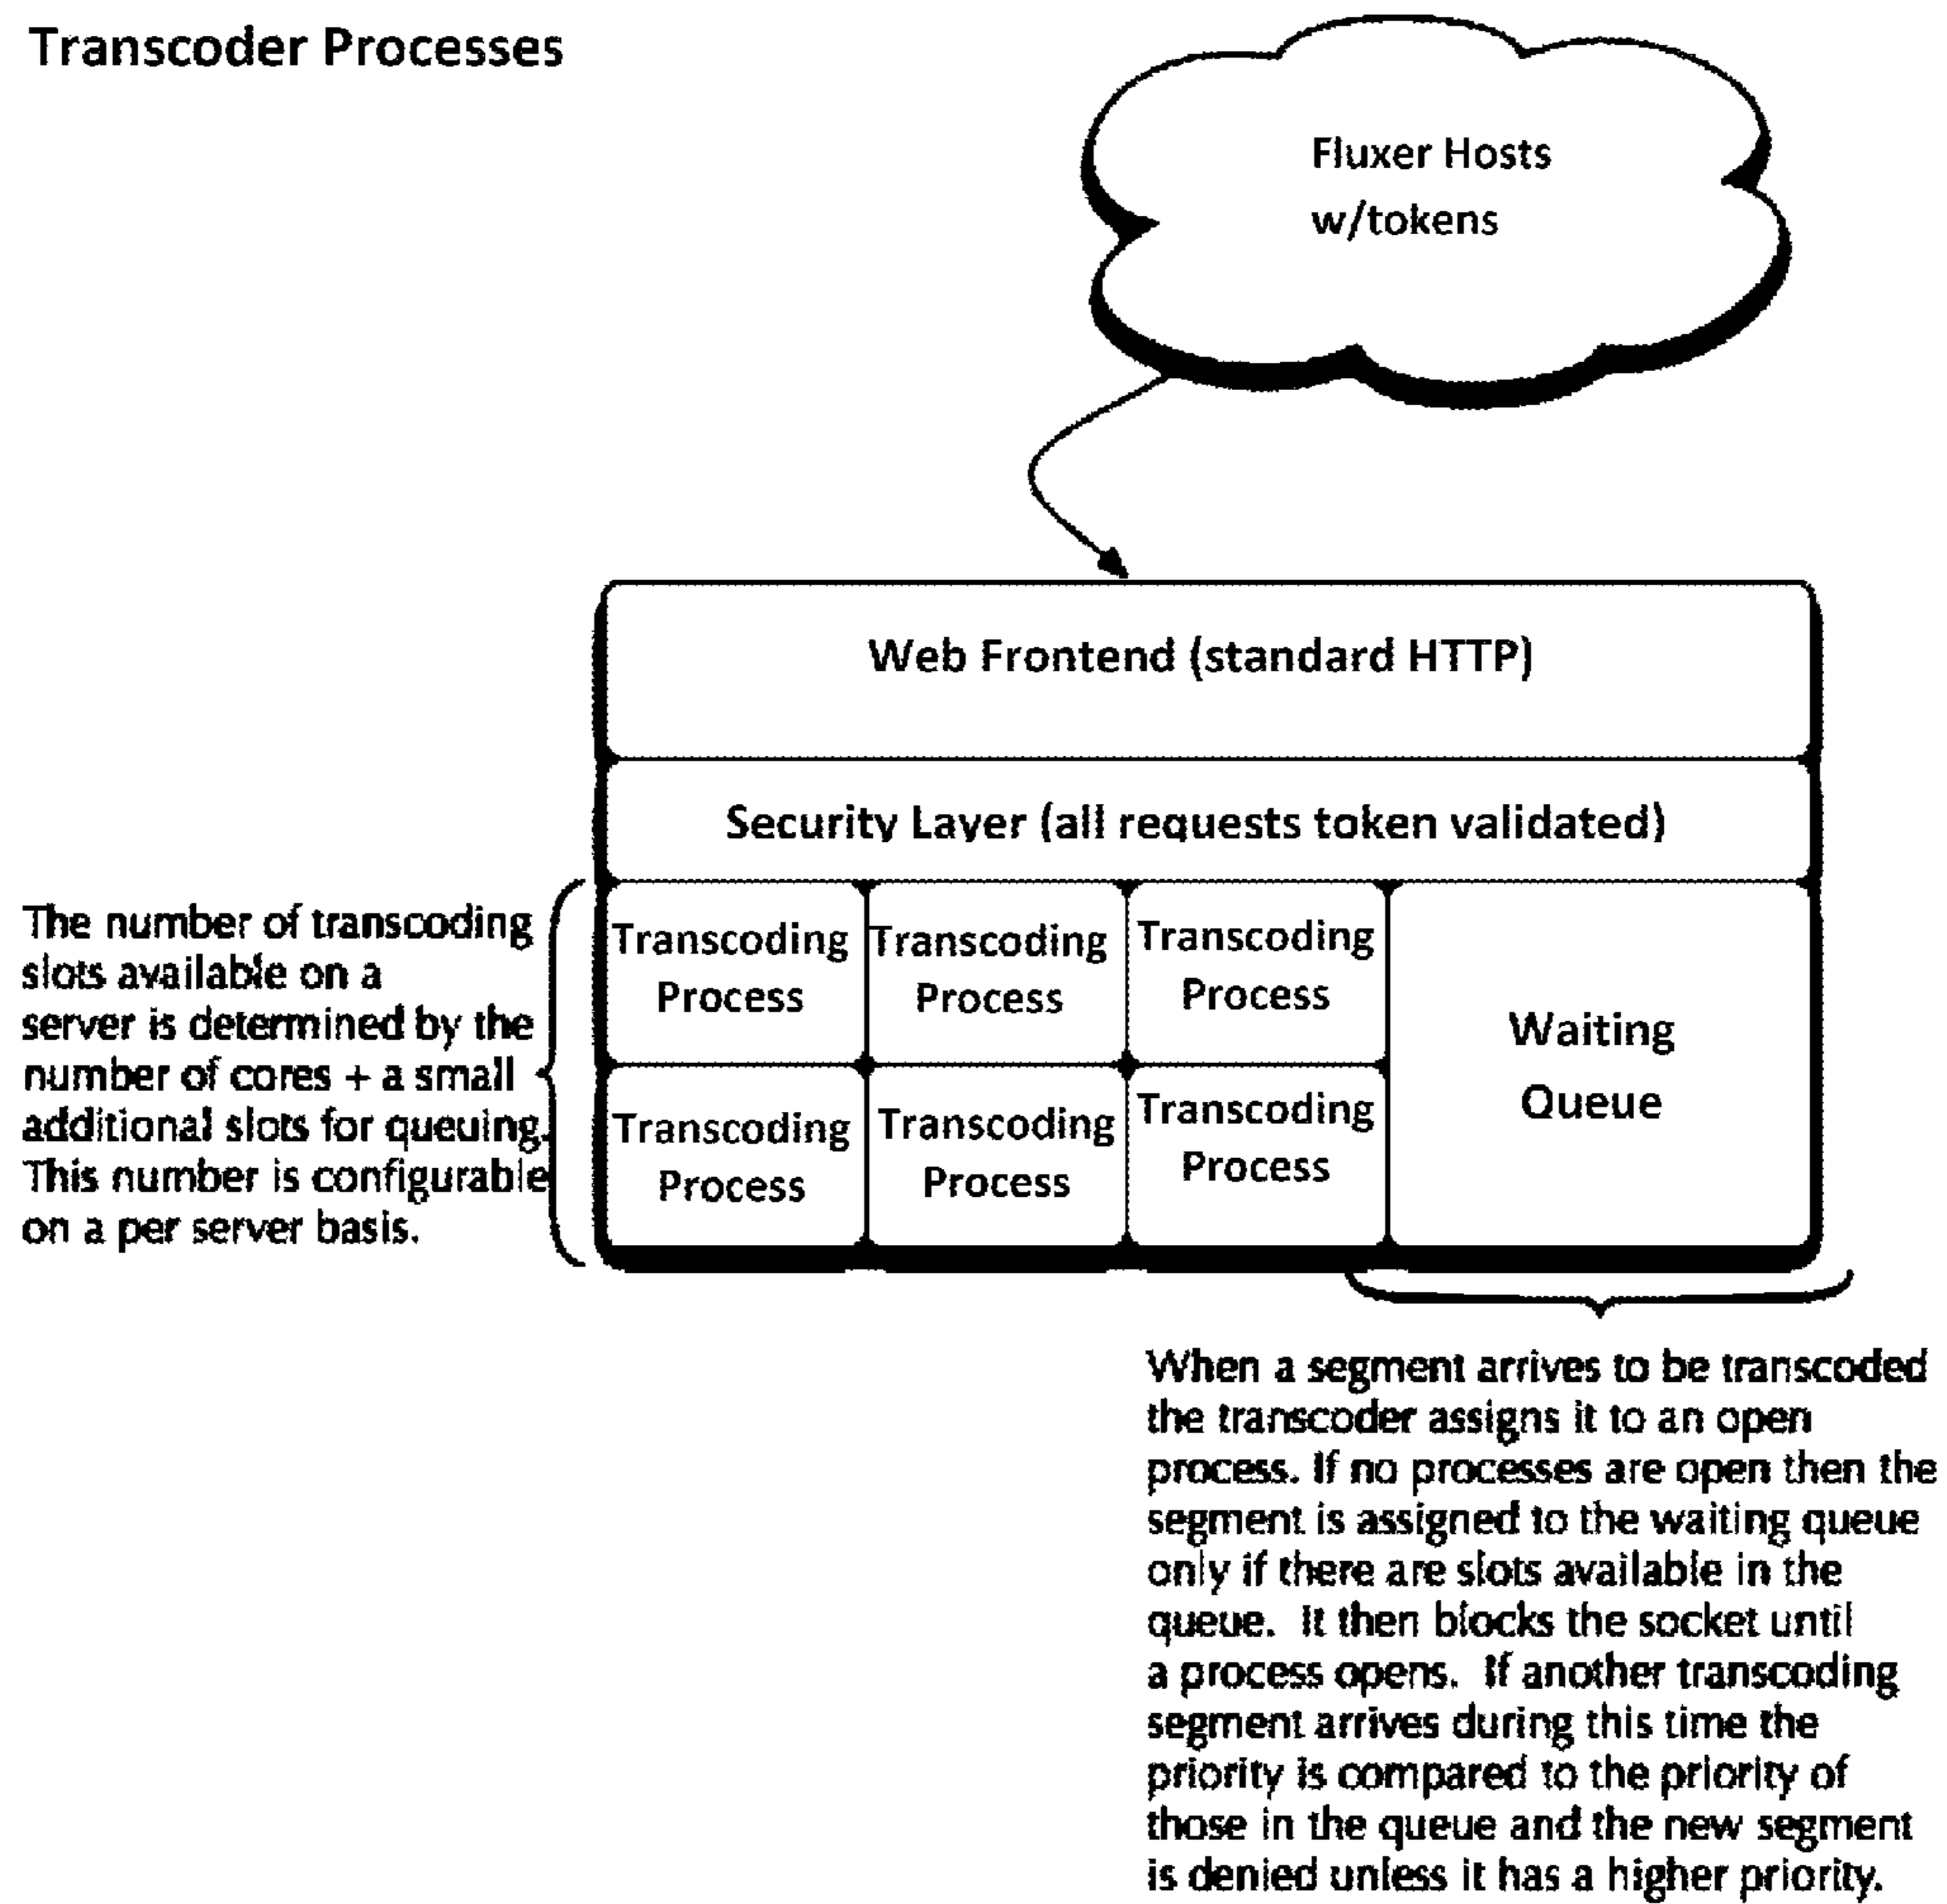 Transcoder Processes
Fluxer Hosts
w/tokens
Web Frontend (standard HTTP)
Security Layer (all requests token validated)
The number of transcoding
slots available on a
server is determined by the
number of cores + a small
additional slots for queuing.
This number is configurable
on a per server basis.
Transcoding
Process
Transcoding
Process
Transcoding
Process
Transcoding
Process
Transcoding
Process
Transcoding
Process
Waiting
Queue
When a segment arrives to be transcoded
the transcoder assigns it to an open
process. If no processes are open then the
segment is assigned to the waiting queue
only if there are slots available in the
queue.  It then blocks the socket until
a process opens.  If another transcoding
segment arrives during this time the
priority is compared to the priority of
those in the queue and the new segment
is denied unless it has a higher priority.